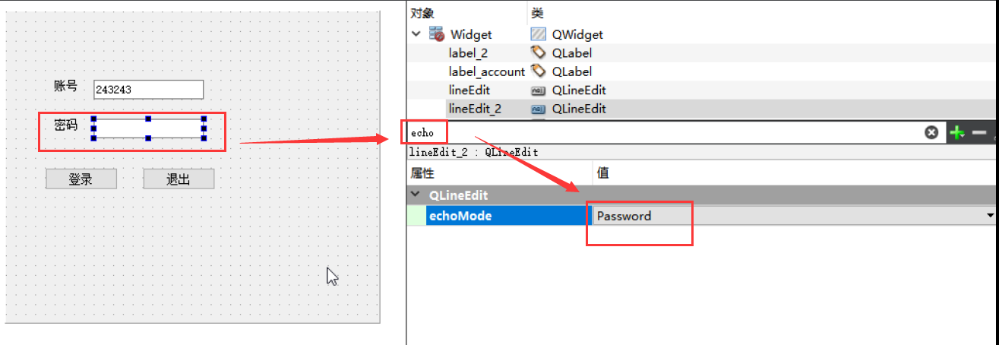 账号
243243
密码
登录
退出
对象 类
Widget QWidget
label_2 QLabel
label_account QLabel
lineEdit QLineEdit
lineEdit_2 QLineEdit
echo
lineEdit_2 : QLineEdit
属性 值
QLineEdit
echoMode Password